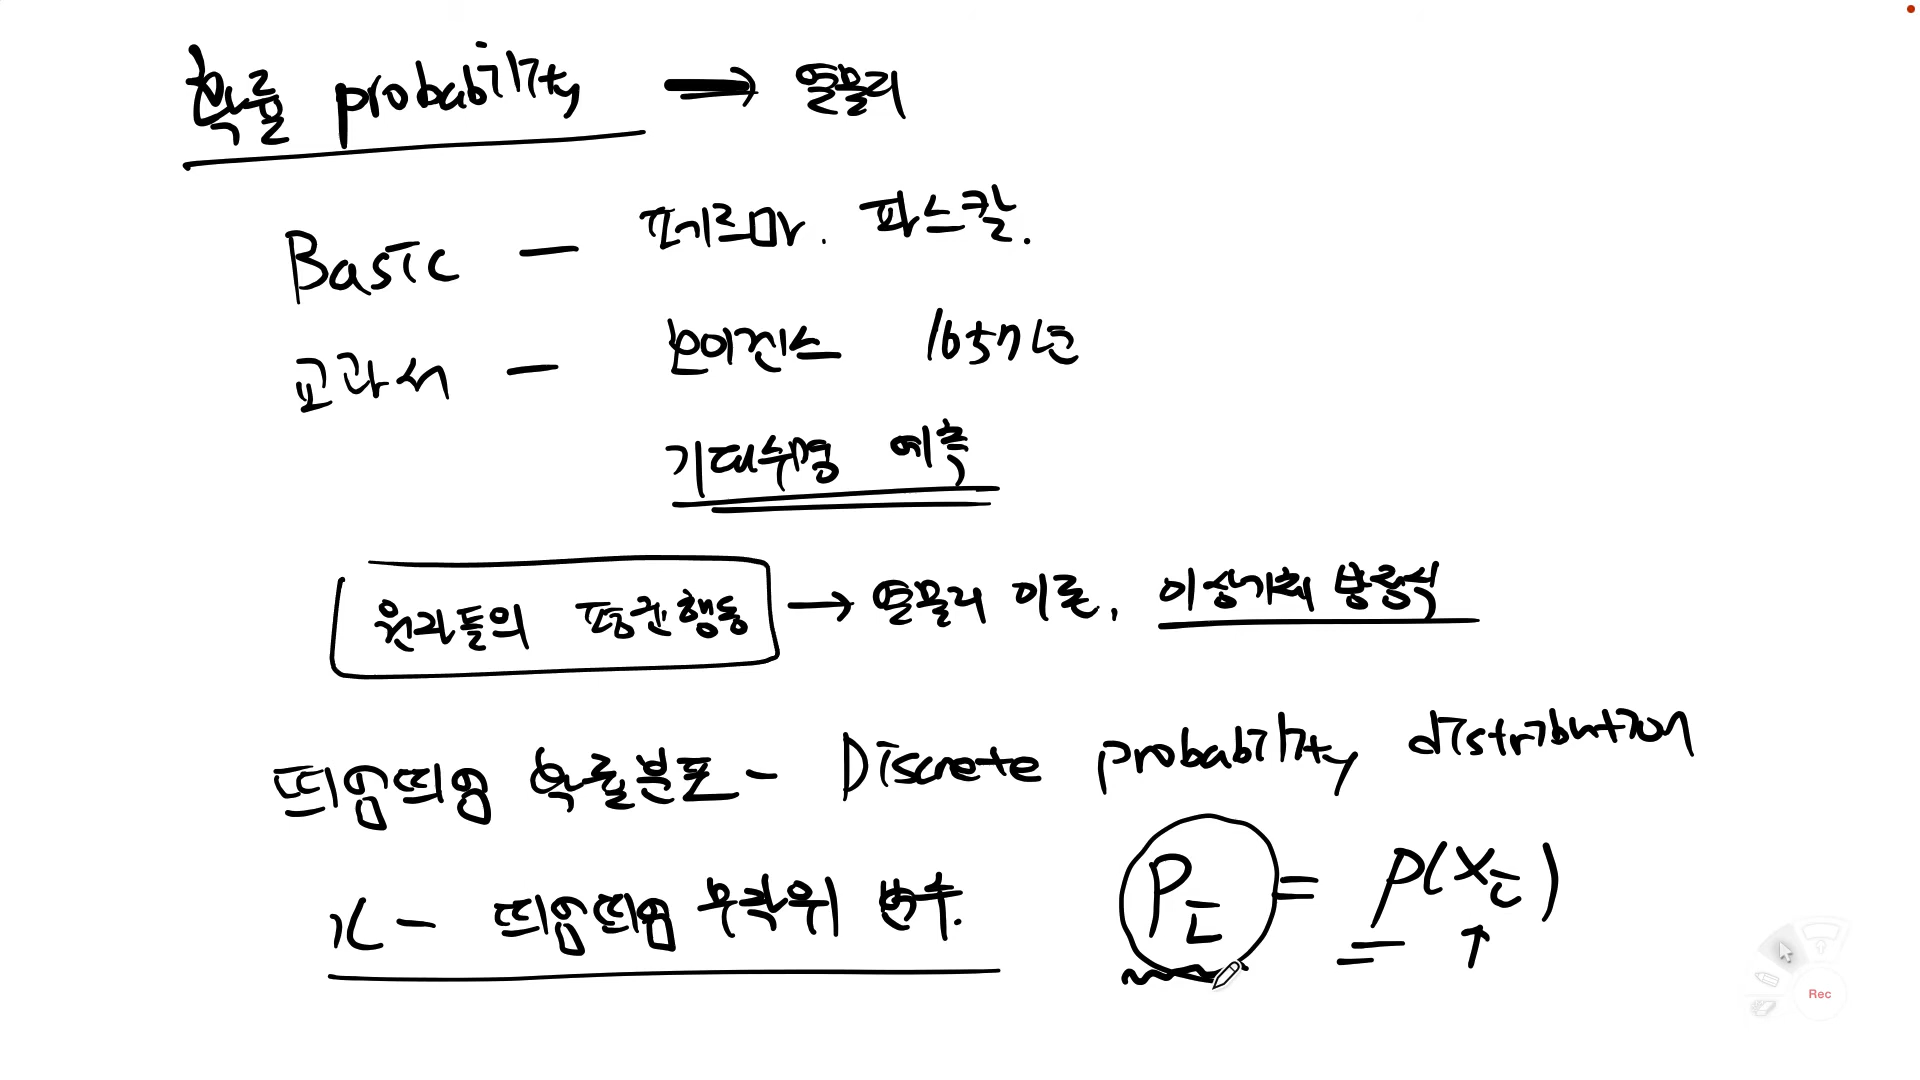 확률 probability → 열물리
Basic — 페르마. 파스칼.
교과서 — 호이겐스 1657년
기대수명 예측
원자들의 평균행동 → 열물리 이론, 이상기체 방정식
띄엄띄엄 확률분포 - Discrete probability distribution
x - 띄엄띄엄 무작위 변수.
Pi = P(xi)
Rec